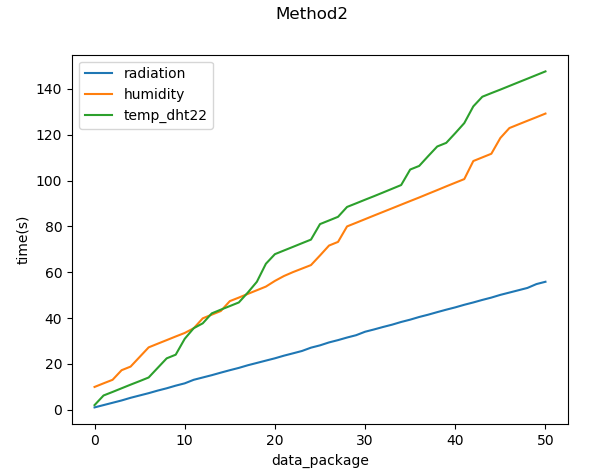 Method2
radiation
humidity
temp_dht22
140
120
100
80
60
40
20
0
time(s)
0 10 20 30 40 50
data_package